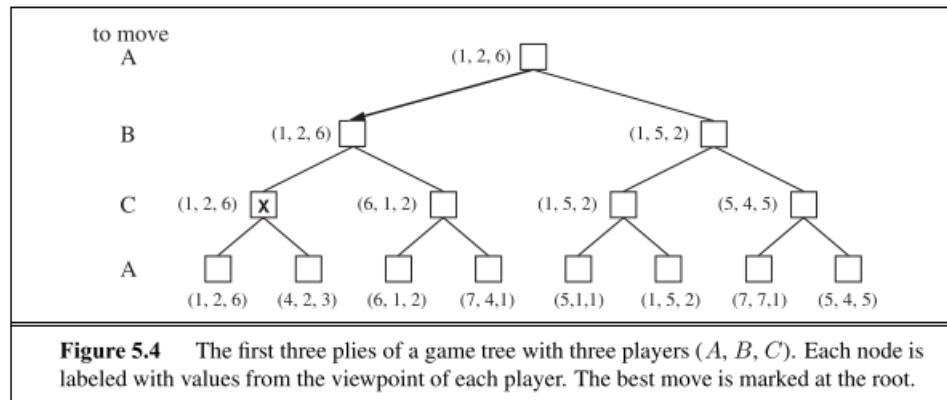 to move
A (1, 2, 6)
B (1, 2, 6) (1, 5, 2)
C (1, 2, 6) X (6, 1, 2) (1, 5, 2) (5, 4, 5)
A
(1, 2, 6) (4, 2, 3) (6, 1, 2) (7, 4,1) (5,1,1) (1, 5, 2) (7, 7,1) (5, 4, 5)
Figure 5.4 The first three plies of a game tree with three players (A, B, C). Each node is
labeled with values from the viewpoint of each player. The best move is marked at the root.